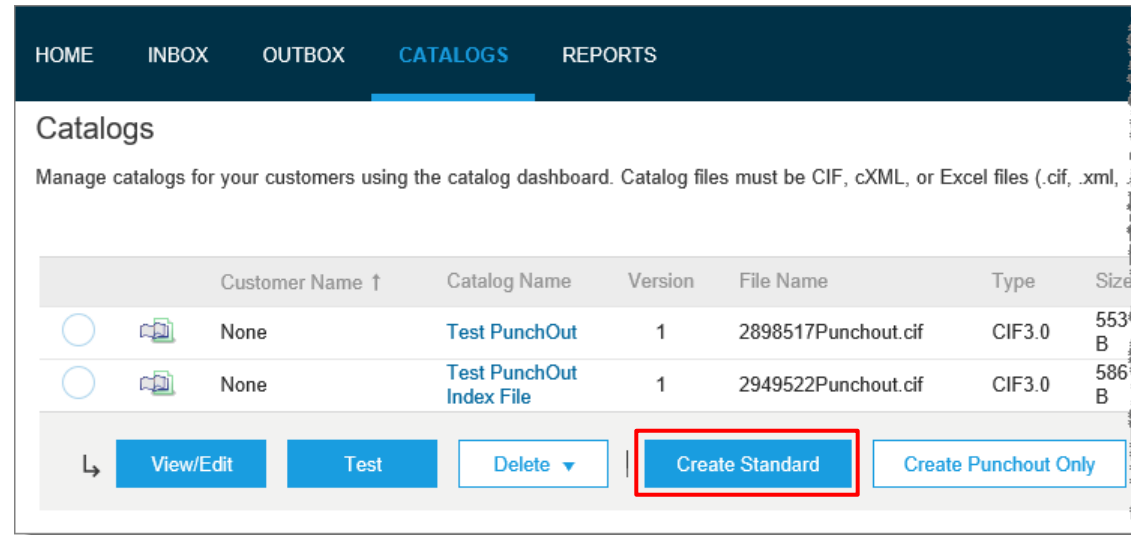 HOME INBOX OUTBOX CATALOGS REPORTS
Catalogs
Manage catalogs for your customers using the catalog dashboard. Catalog files must be CIF, cXML, or Excel files (.cif, .xml, .
Customer Name ↑ Catalog Name Version File Name Type Size
None Test PunchOut 1 2898517Punchout.cif CIF3.0 553
B
None Test PunchOut
Index File 1 2949522Punchout.cif CIF3.0 586
B
View/Edit Test Delete ▼ | Create Standard Create Punchout Only